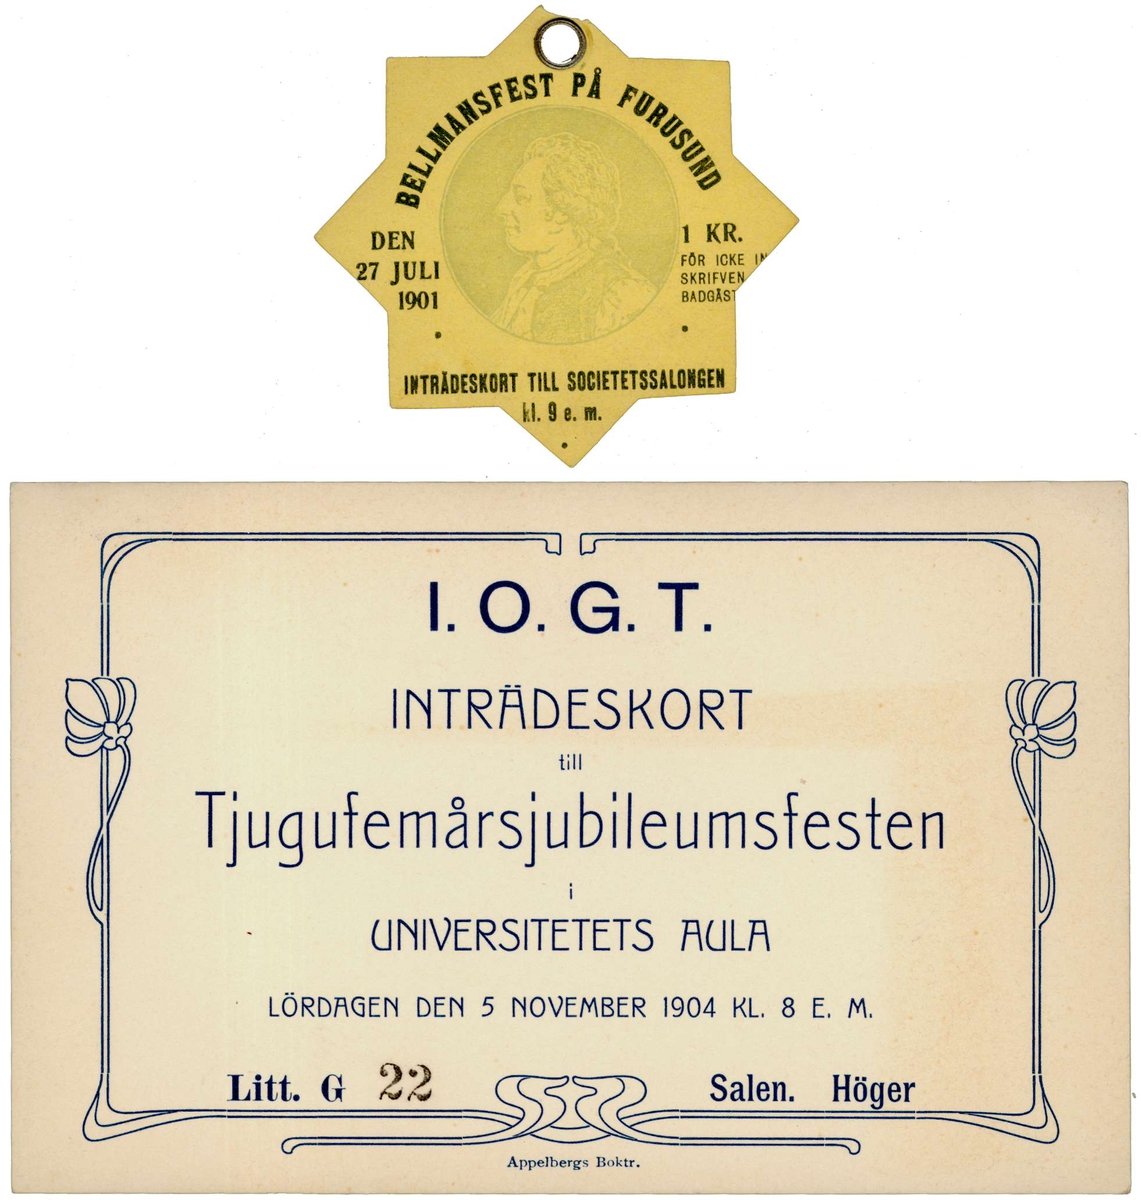 BELLMANSFEST PÅ FURUSUND
DEN
27 JULI
1901
1 KR.
FÖR ICKE IN
SKRIFVEN
BADGÄST
INTRÄDESKORT TILL SOCIETETSSALONGEN
kl. 9 e. m.
I. O. G. T.
INTRÄDESKORT
till
Tjugufemårsjubileumsfesten
i
UNIVERSITETETS AULA
LÖRDAGEN DEN 5 NOVEMBER 1904 KL. 8 E. M.
Litt. G 22 Salen. Höger
Appelbergs Boktr.